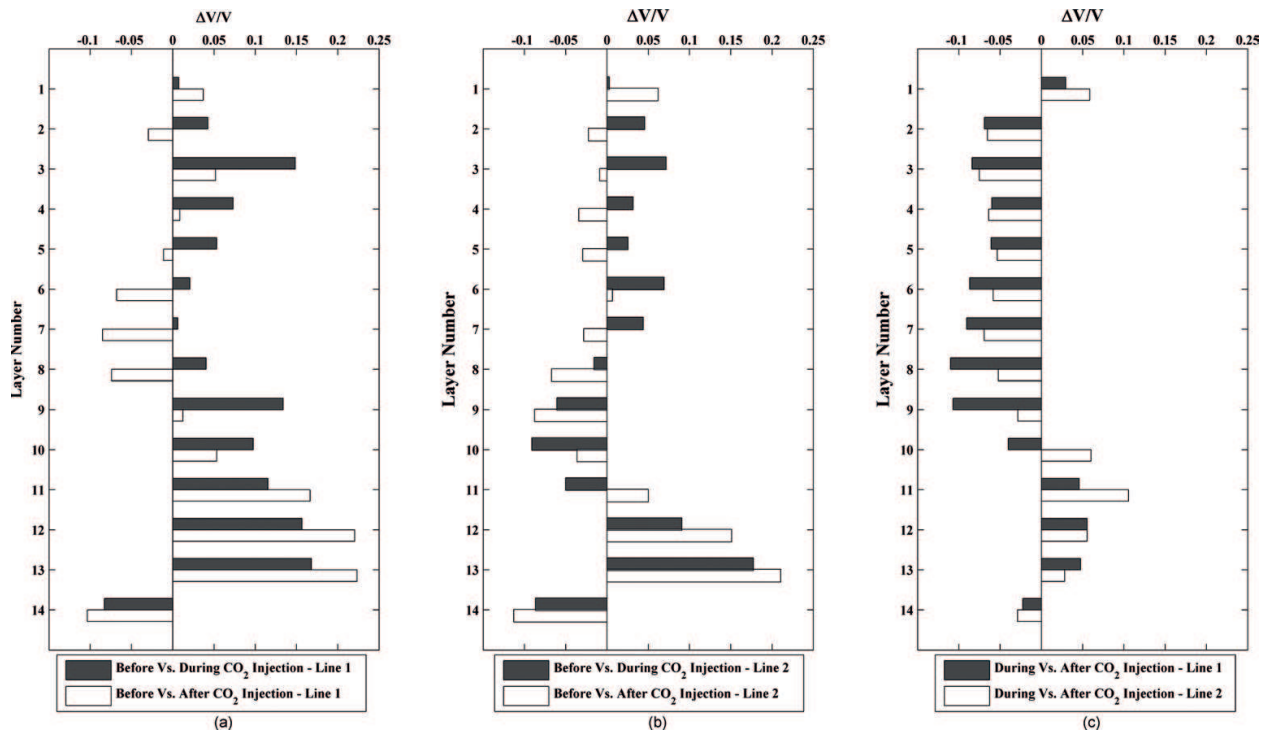 ΔV/V
-0.1 -0.05 0 0.05 0.1 0.15 0.2 0.25
1
2
3
4
5
6
7
8
9
10
11
12
13
14
Layer Number
Before Vs. During CO2 Injection - Line 1
Before Vs. After CO2 Injection - Line 1
(a)
ΔV/V
-0.1 -0.05 0 0.05 0.1 0.15 0.2 0.25
1
2
3
4
5
6
7
8
9
10
11
12
13
14
Layer Number
Before Vs. During CO2 Injection - Line 2
Before Vs. After CO2 Injection - Line 2
(b)
ΔV/V
-0.1 -0.05 0 0.05 0.1 0.15 0.2 0.25
1
2
3
4
5
6
7
8
9
10
11
12
13
14
Layer Number
During Vs. After CO2 Injection - Line 1
During Vs. After CO2 Injection - Line 2
(c)